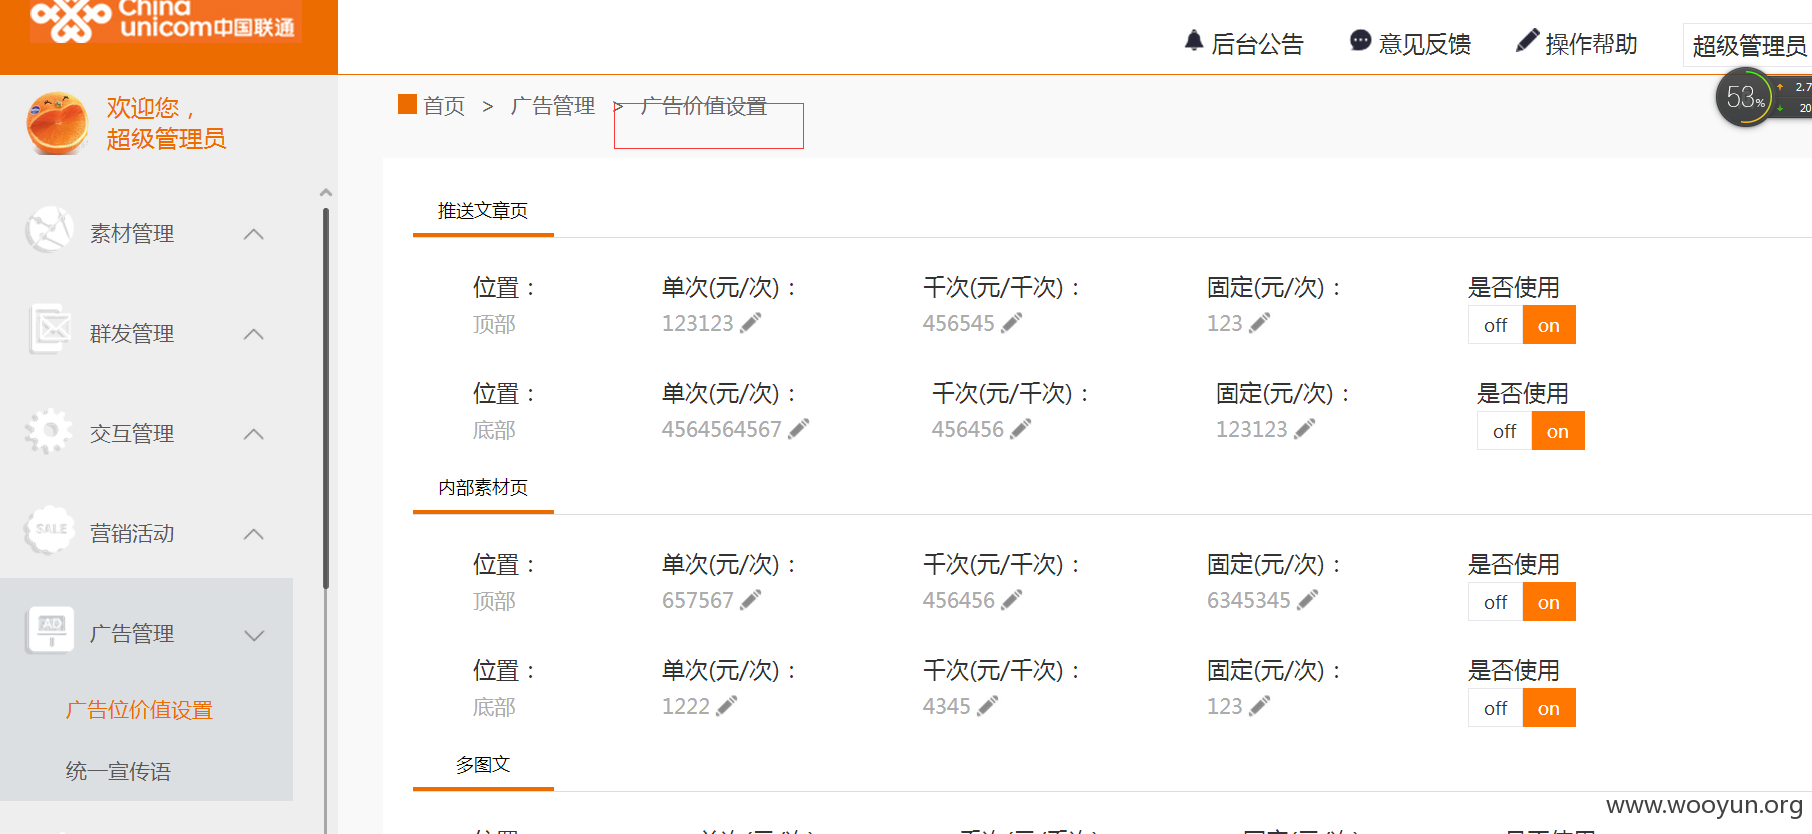 China
unicom中国联通
后台公告
意见反馈
操作帮助
超级管理员
53%
2.7
20
欢迎您，
超级管理员
首页 > 广告管理 > 广告价值设置
素材管理
群发管理
交互管理
SALE
营销活动
AD
广告管理
广告位价值设置
统一宣传语
推送文章页
位置： 单次(元/次)： 千次(元/千次)： 固定(元/次)： 是否使用
顶部 123123 456545 123 off on
位置： 单次(元/次)： 千次(元/千次)： 固定(元/次)： 是否使用
底部 4564564567 456456 123123 off on
内部素材页
位置： 单次(元/次)： 千次(元/千次)： 固定(元/次)： 是否使用
顶部 657567 456456 6345345 off on
位置： 单次(元/次)： 千次(元/千次)： 固定(元/次)： 是否使用
底部 1222 4345 123 off on
多图文
www.wooyun.org